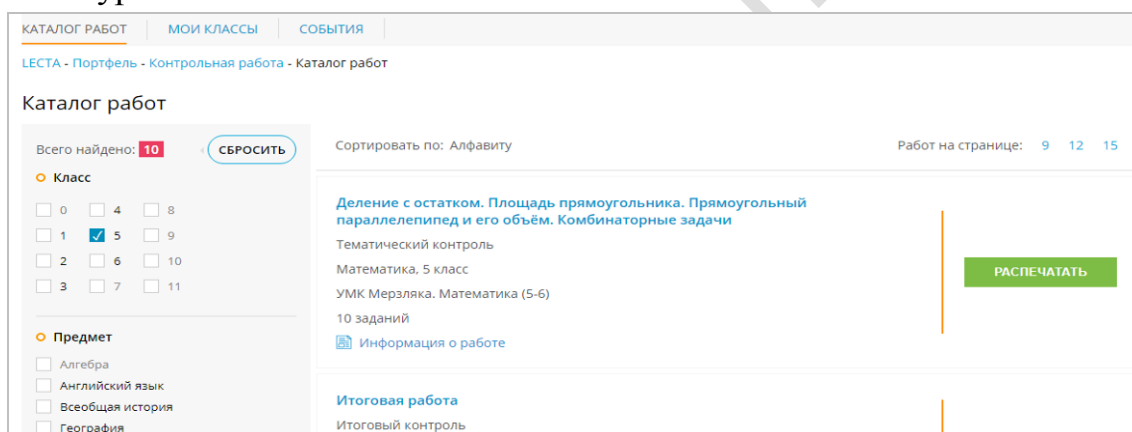 КАТАЛОГ РАБОТ МОИ КЛАССЫ СОБЫТИЯ
LECTA - Портфель - Контрольная работа - Каталог работ
Каталог работ
Всего найдено: 10 СБРОСИТЬ
Сортировать по: Алфавиту
Работ на странице: 9 12 15
Класс
0 4 8
1 5 9
2 6 10
3 7 11
Предмет
Алгебра
Английский язык
Всеобщая история
География
Деление с остатком. Площадь прямоугольника. Прямоугольный
параллелепипед и его объём. Комбинаторные задачи
Тематический контроль
Математика, 5 класс
УМК Мерзляка. Математика (5-6)
10 заданий
Информация о работе
РАСПЕЧАТАТЬ
Итоговая работа
Итоговый контроль